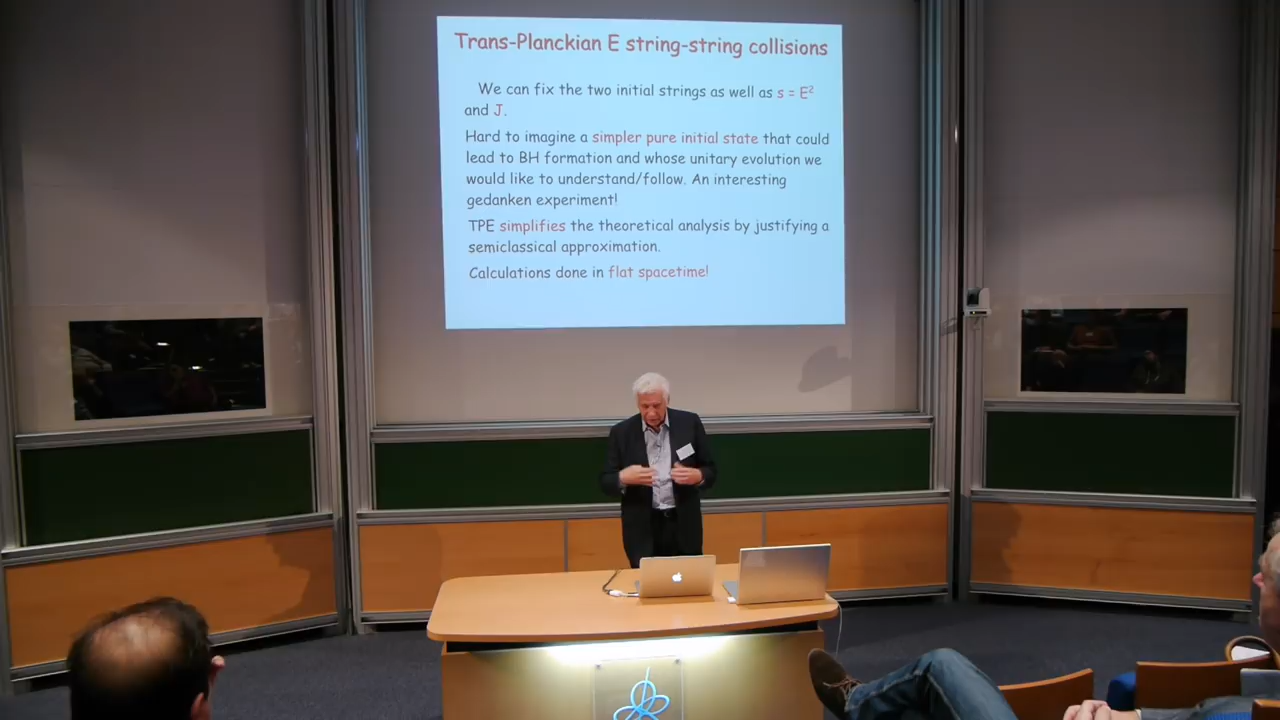 Trans-Planckian E string-string collisions
We can fix the two initial strings as well as s = E²
and J.
Hard to imagine a simpler pure initial state that could
lead to BH formation and whose unitary evolution we
would like to understand/follow. An interesting
gedanken experiment!
TPE simplifies the theoretical analysis by justifying a
semiclassical approximation.
Calculations done in flat spacetime!